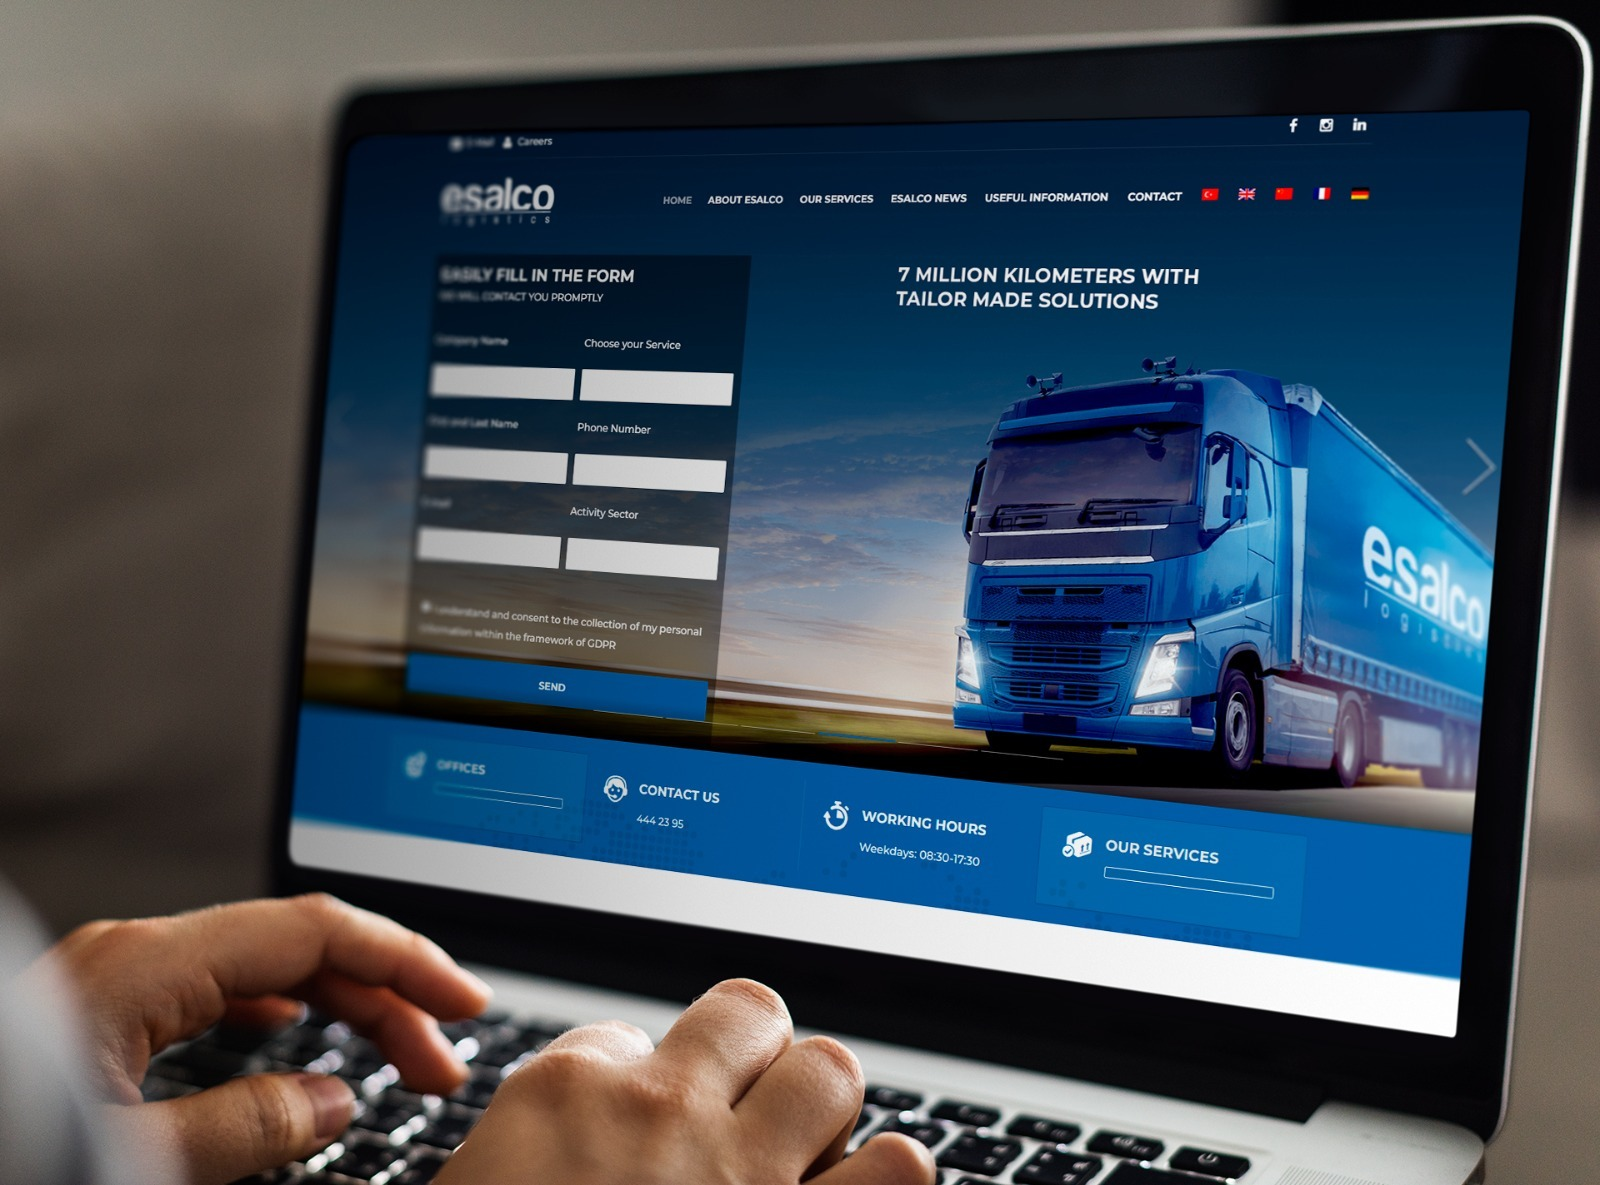 E-Mail Careers
esalco
logistics
HOME ABOUT ESALCO OUR SERVICES ESALCO NEWS USEFUL INFORMATION CONTACT
EASILY FILL IN THE FORM
WE WILL CONTACT YOU PROMPTLY
7 MILLION KILOMETERS WITH
TAILOR MADE SOLUTIONS
Company Name Choose your Service
First and Last Name Phone Number
E-mail Activity Sector
I understand and consent to the collection of my personal
information within the framework of GDPR
SEND
esalco
logistics
OFFICES
CONTACT US
444 23 95
WORKING HOURS
Weekdays: 08:30-17:30
OUR SERVICES